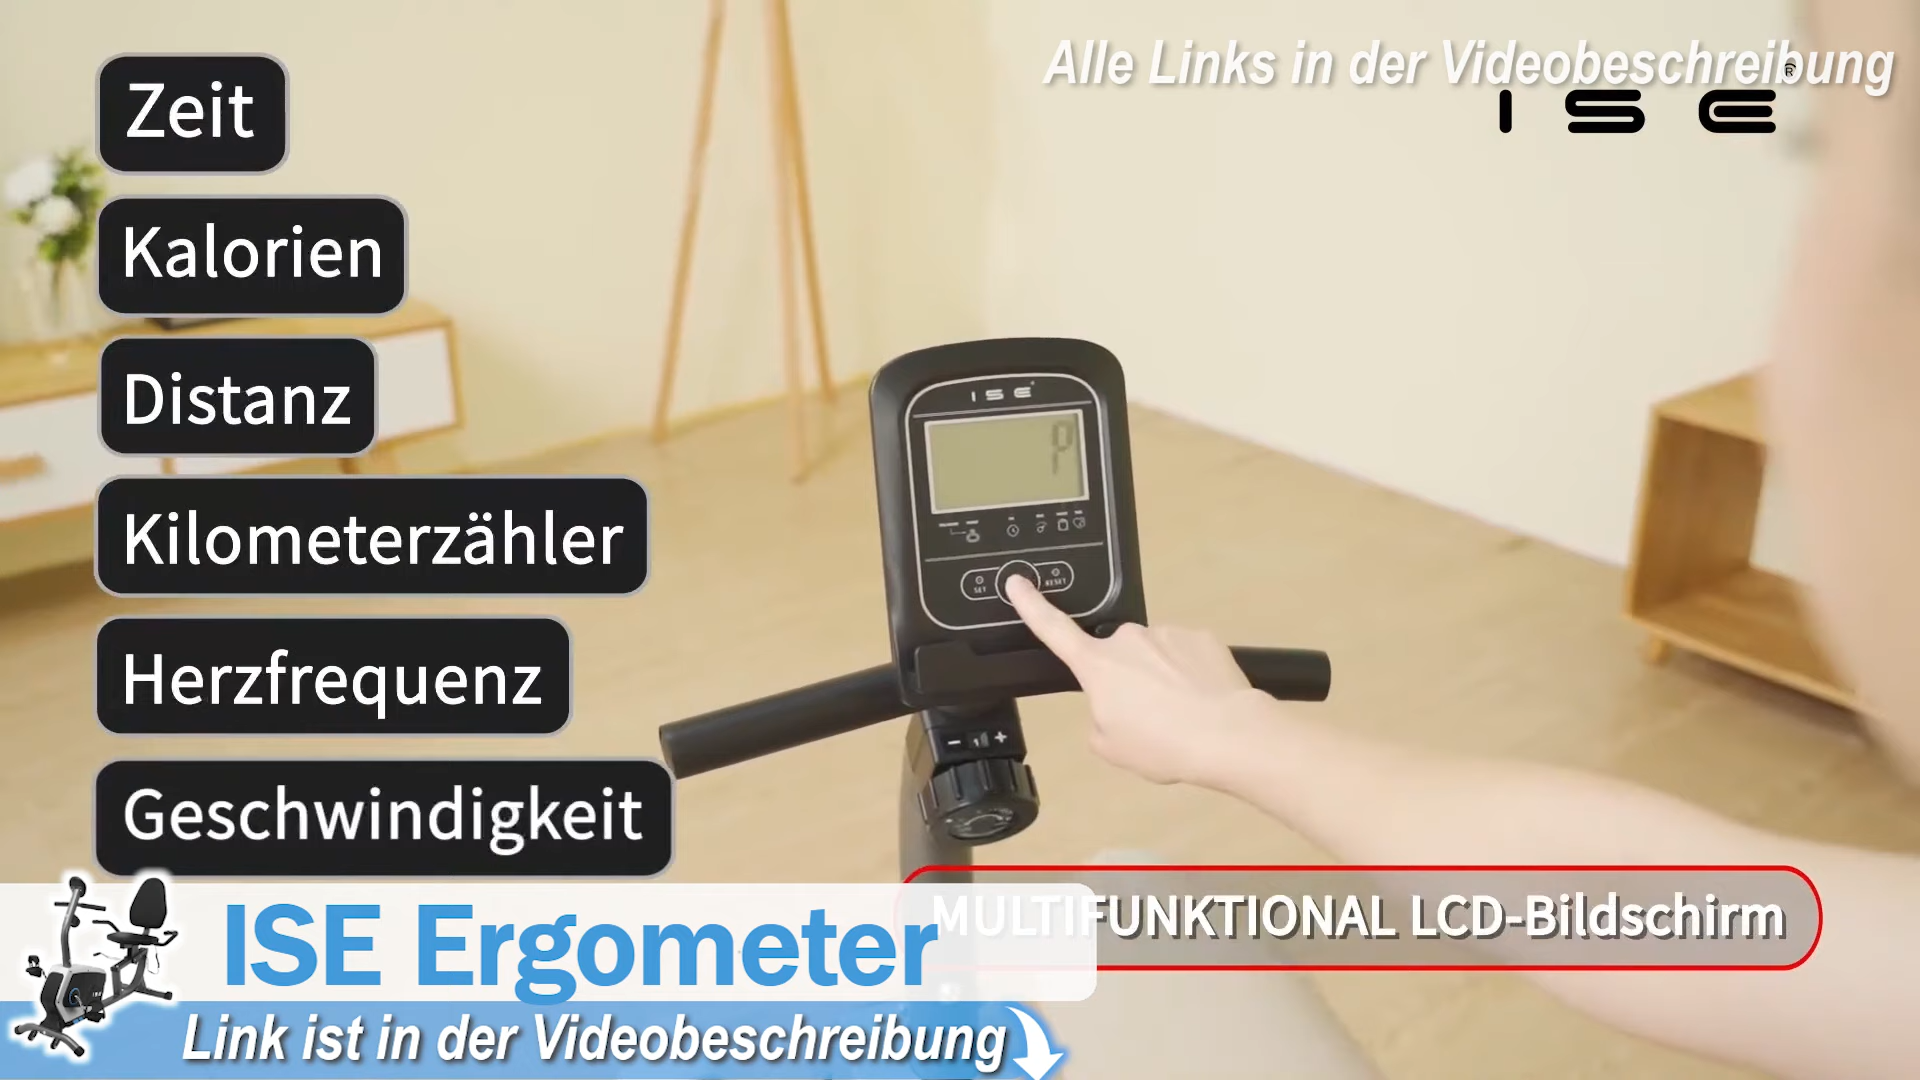 Alle Links in der Videobeschreibung
ISE®
Zeit
Kalorien
Distanz
Kilometerzähler
Herzfrequenz
Geschwindigkeit
ISE
P
SET
RESET
- +
MULTIFUNKTIONAL LCD-Bildschirm
ISE Ergometer
Link ist in der Videobeschreibung